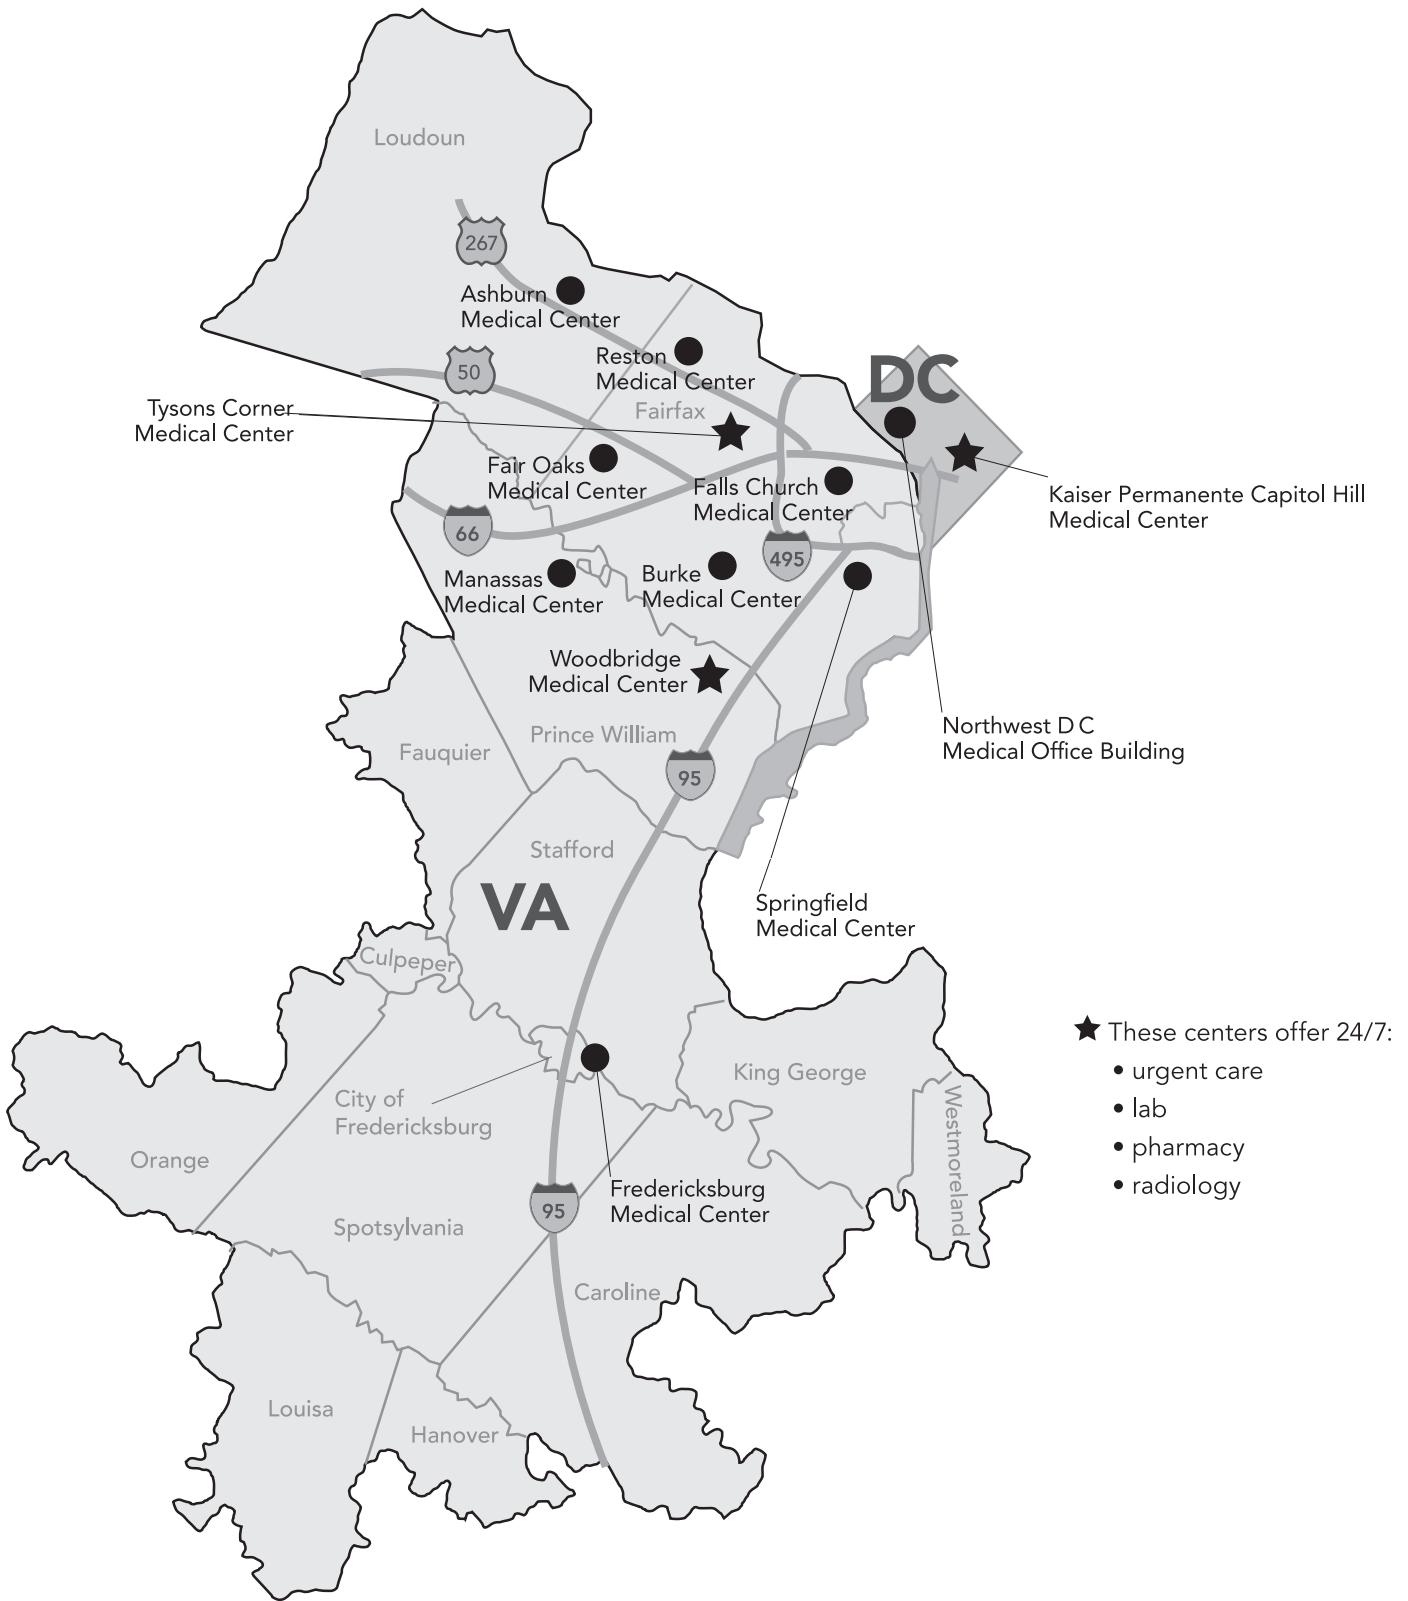 Loudoun
267
Ashburn
Medical Center
Reston
Medical Center
50
DC
Tysons Corner
Medical Center
Fairfax
Fair Oaks
Medical Center
Falls Church
Medical Center
Kaiser Permanente Capitol Hill
Medical Center
66
495
Manassas
Medical Center
Burke
Medical Center
Woodbridge
Medical Center
Prince William
Fauquier
95
Northwest D C
Medical Office Building
Stafford
VA
Springfield
Medical Center
Culpeper
★ These centers offer 24/7:
• urgent care
• lab
• pharmacy
• radiology
King George
Westmoreland
City of
Fredericksburg
Orange
Fredericksburg
Medical Center
95
Spotsylvania
Caroline
Louisa
Hanover